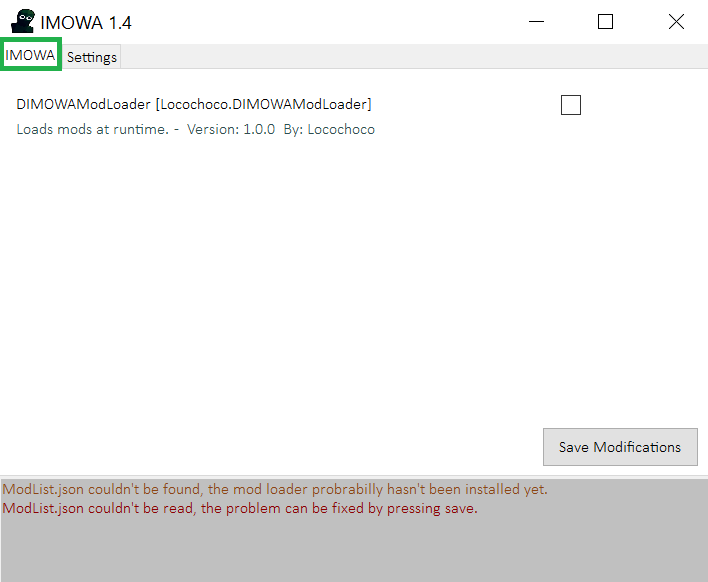 IMOWA 1.4
IMOWA Settings
DIMOWAModLoader [Locochoco.DIMOWAModLoader]
Loads mods at runtime. - Version: 1.0.0 By: Locochoco
Save Modifications
ModList.json couldn't be found, the mod loader probrabilly hasn't been installed yet.
ModList.json couldn't be read, the problem can be fixed by pressing save.